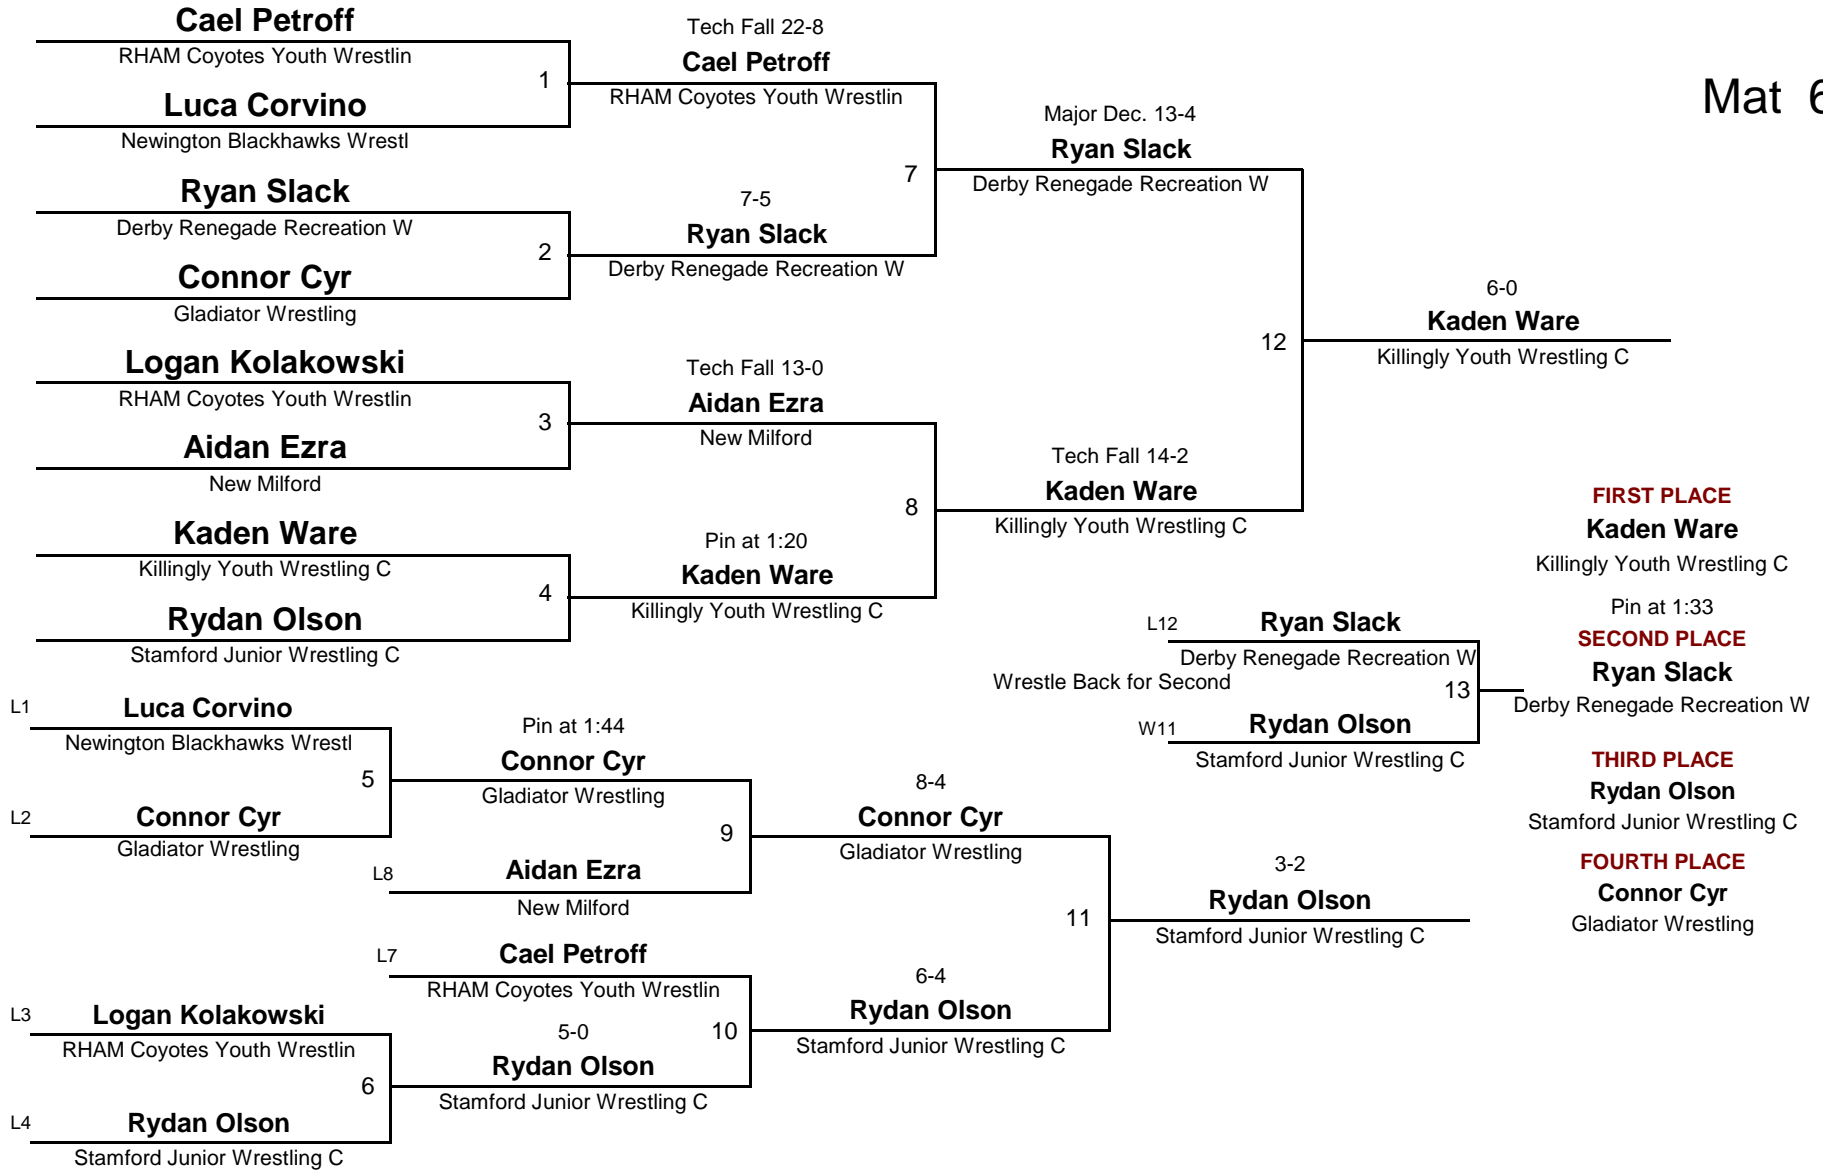 Cael Petroff
RHAM Coyotes Youth Wrestlin
1
Luca Corvino
Newington Blackhawks Wrestl
Ryan Slack
Derby Renegade Recreation W
2
Connor Cyr
Gladiator Wrestling
Logan Kolakowski
RHAM Coyotes Youth Wrestlin
3
Aidan Ezra
New Milford
Kaden Ware
Killingly Youth Wrestling C
4
Rydan Olson
Stamford Junior Wrestling C
Tech Fall 22-8
Cael Petroff
RHAM Coyotes Youth Wrestlin
7
7-5
Ryan Slack
Derby Renegade Recreation W
Tech Fall 13-0
Aidan Ezra
New Milford
8
Pin at 1:20
Kaden Ware
Killingly Youth Wrestling C
Major Dec. 13-4
Ryan Slack
Derby Renegade Recreation W
12
Tech Fall 14-2
Kaden Ware
Killingly Youth Wrestling C
Mat 6
6-0
Kaden Ware
Killingly Youth Wrestling C
L1
Luca Corvino
Newington Blackhawks Wrestl
5
L2
Connor Cyr
Gladiator Wrestling
L3
Logan Kolakowski
RHAM Coyotes Youth Wrestlin
6
L4
Rydan Olson
Stamford Junior Wrestling C
Pin at 1:44
Connor Cyr
Gladiator Wrestling
9
L8
Aidan Ezra
New Milford
L7
Cael Petroff
RHAM Coyotes Youth Wrestlin
10
5-0
Rydan Olson
Stamford Junior Wrestling C
8-4
Connor Cyr
Gladiator Wrestling
11
6-4
Rydan Olson
Stamford Junior Wrestling C
3-2
Rydan Olson
Stamford Junior Wrestling C
L12
Ryan Slack
Derby Renegade Recreation W
Wrestle Back for Second
13
W11
Rydan Olson
Stamford Junior Wrestling C
FIRST PLACE
Kaden Ware
Killingly Youth Wrestling C
Pin at 1:33
SECOND PLACE
Ryan Slack
Derby Renegade Recreation W
THIRD PLACE
Rydan Olson
Stamford Junior Wrestling C
FOURTH PLACE
Connor Cyr
Gladiator Wrestling